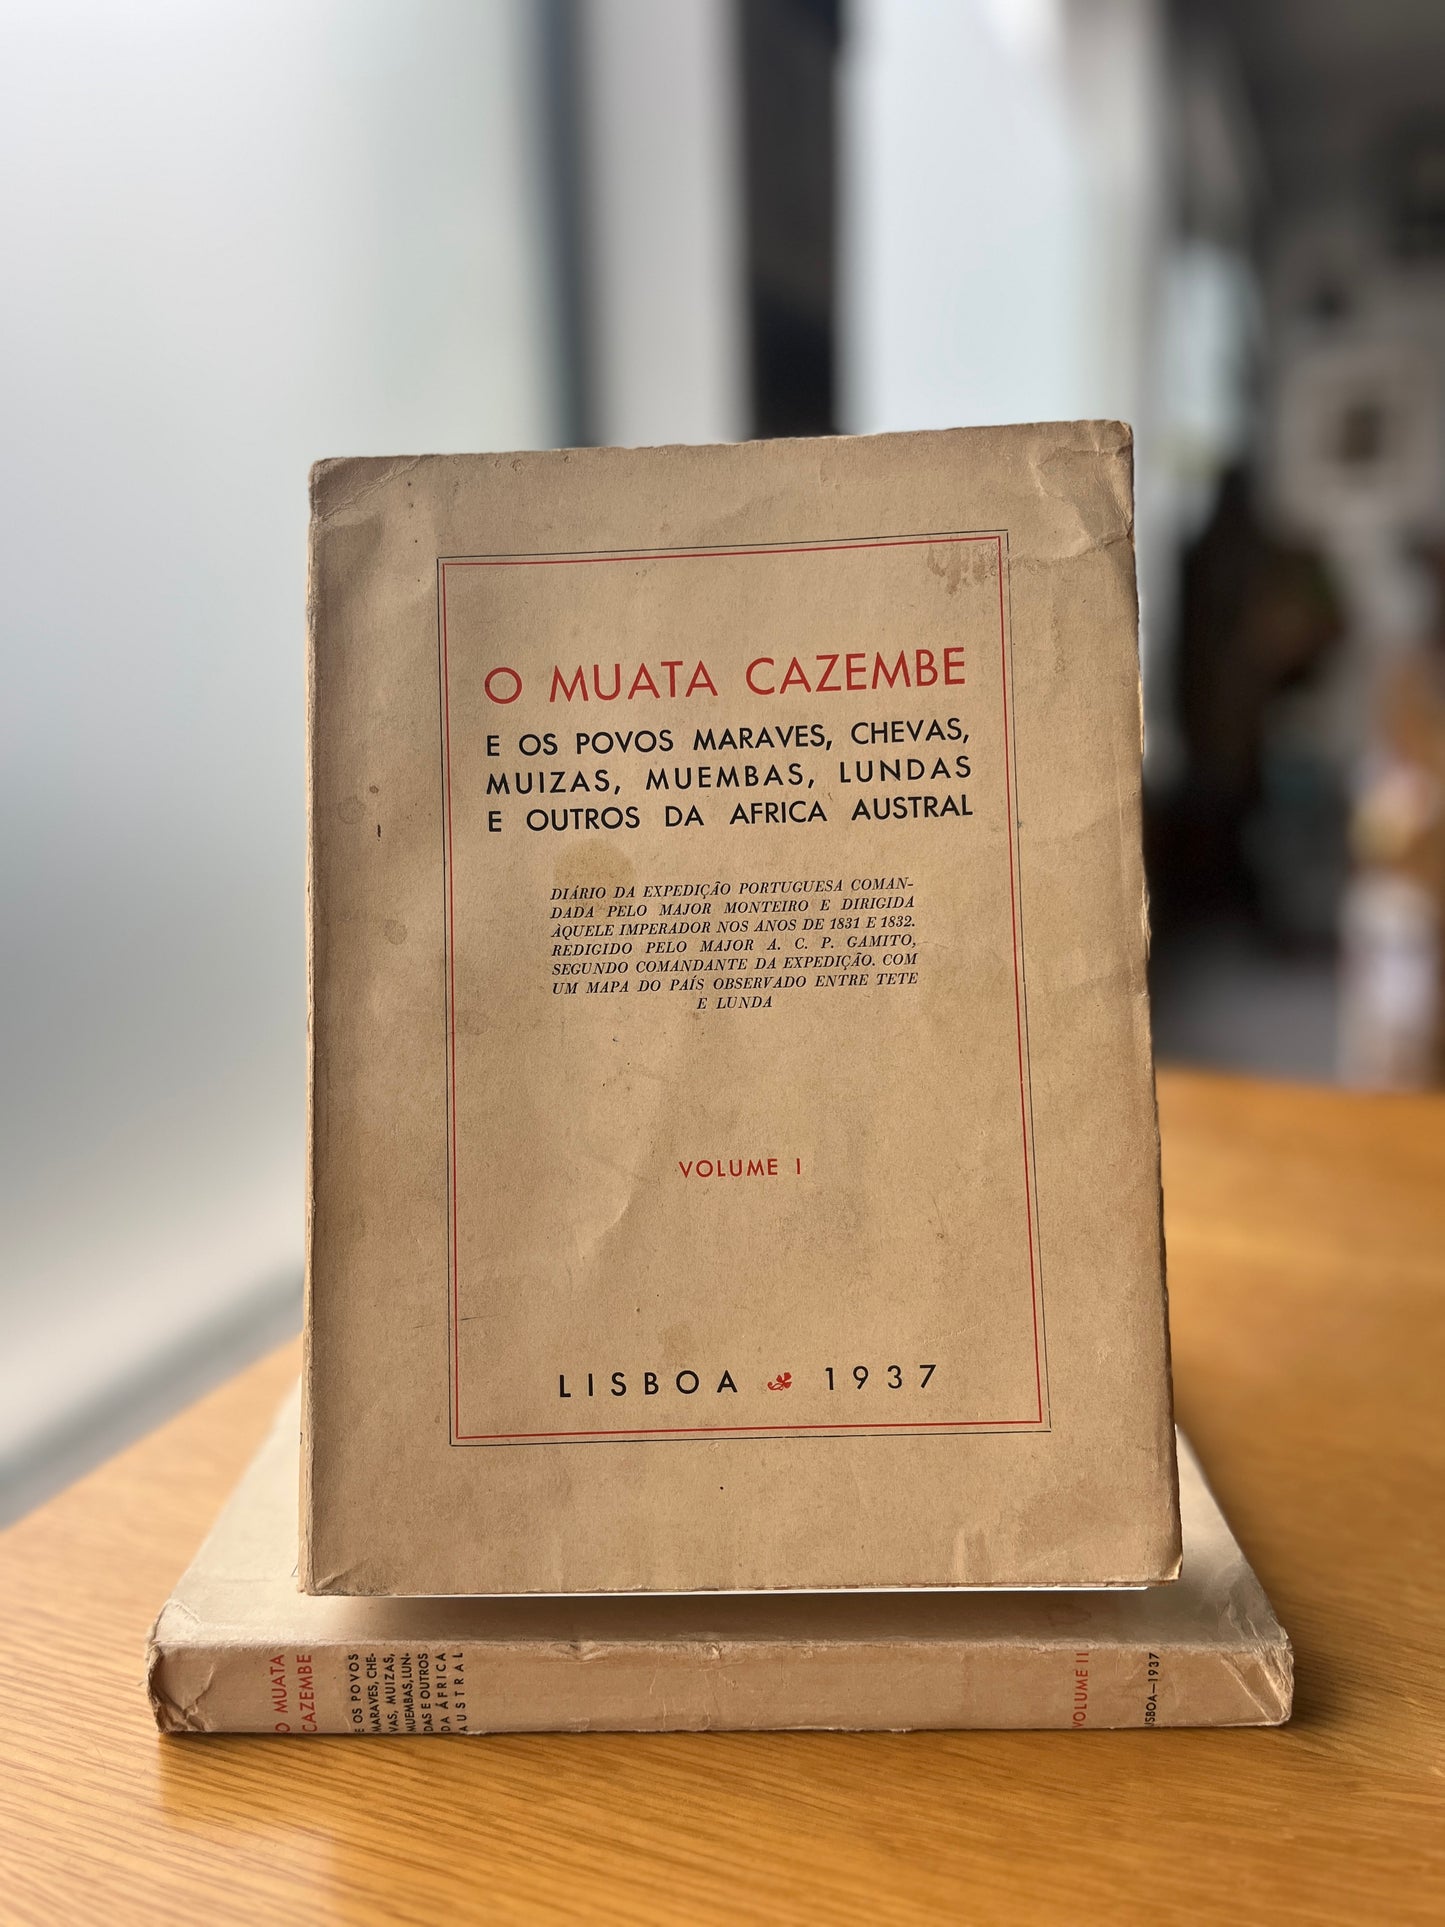 O MUATA CAZEMBE
E OS POVOS MARAVES, CHEVAS,
MUIZAS, MUEMBAS, LUNDAS
E OUTROS DA AFRICA AUSTRAL
DIÁRIO DA EXPEDIÇÃO PORTUGUESA COMAN-
DADA PELO MAJOR MONTEIRO E DIRIGIDA
ÀQUELE IMPERADOR NOS ANOS DE 1831 E 1832.
REDIGIDO PELO MAJOR A. C. P. GAMITO,
SEGUNDO COMANDANTE DA EXPEDIÇÃO. COM
UM MAPA DO PAÍS OBSERVADO ENTRE TETE
E LUNDA
VOLUME I
LISBOA 1937
O MUATA
CAZEMBE
E OS POVOS
MARAVES, CHE-
VAS, MUIZAS,
MUEMBAS, LUN-
DAS E OUTROS
DA ÁFRICA
AUSTRAL
VOLUME II
LISBOA—1937